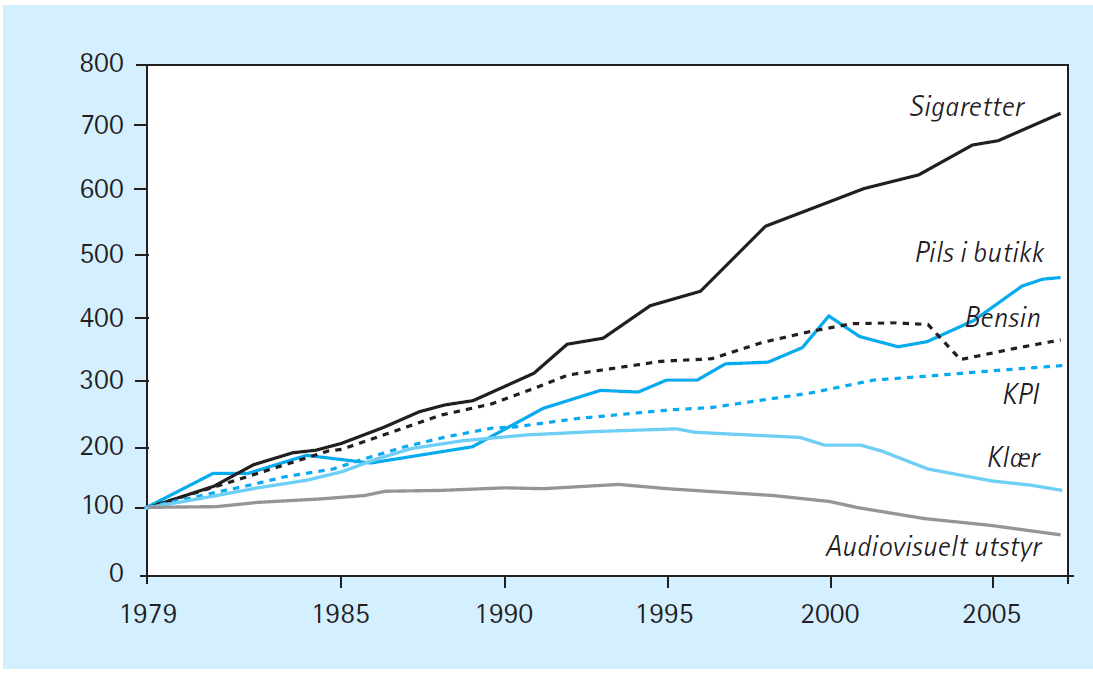 800
700
600
500
400
300
200
100
0
Sigaretter
Pils i butikk
Bensin
KPI
Klær
Audiovisuelt utstyr
1979 1985 1990 1995 2000 2005